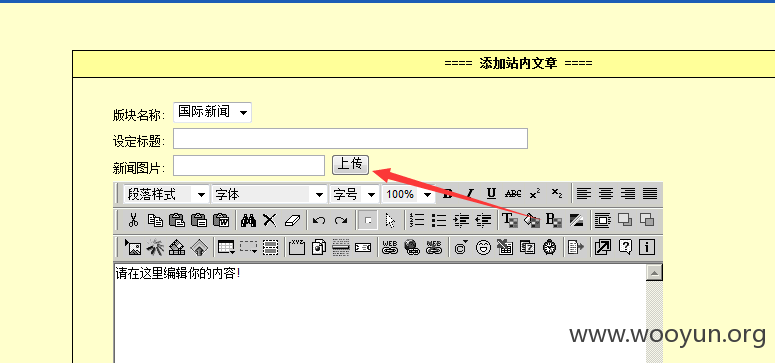 ==== 添加站内文章 ====
版块名称: 国际新闻
设定标题:
新闻图片: 上传
段落样式 字体 字号 100% B I U ABC x² x₂
请在这里编辑你的内容!
www.wooyun.org